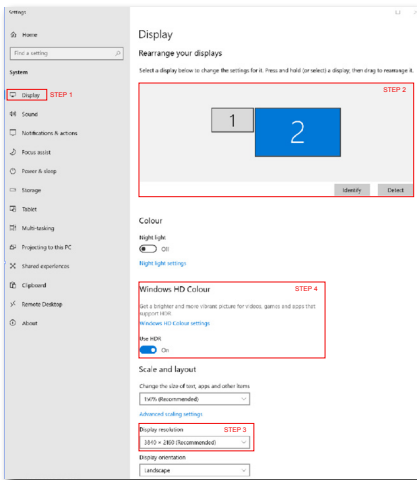 Settings
Home
Find a setting
System
Display STEP 1
Sound
Notifications & actions
Focus assist
Power & sleep
Storage
Tablet
Multi-tasking
Projecting to this PC
Shared experiences
Clipboard
Remote Desktop
About
Display
Rearrange your displays
Select a display below to change the settings for it. Press and hold (or select) a display, then drag to rearrange it.
STEP 2
1 2
Identify Detect
Colour
Night light
Off
Night light settings
Windows HD Colour STEP 4
Get a brighter and more vibrant picture for videos, games and apps that
support HDR.
Windows HD Colour settings
Use HDR
On
Scale and layout
Change the size of text, apps and other items
(Recommended)
Advanced scaling settings
Display resolution STEP 3
3840 × 2160 (Recommended)
Display orientation
Landscape